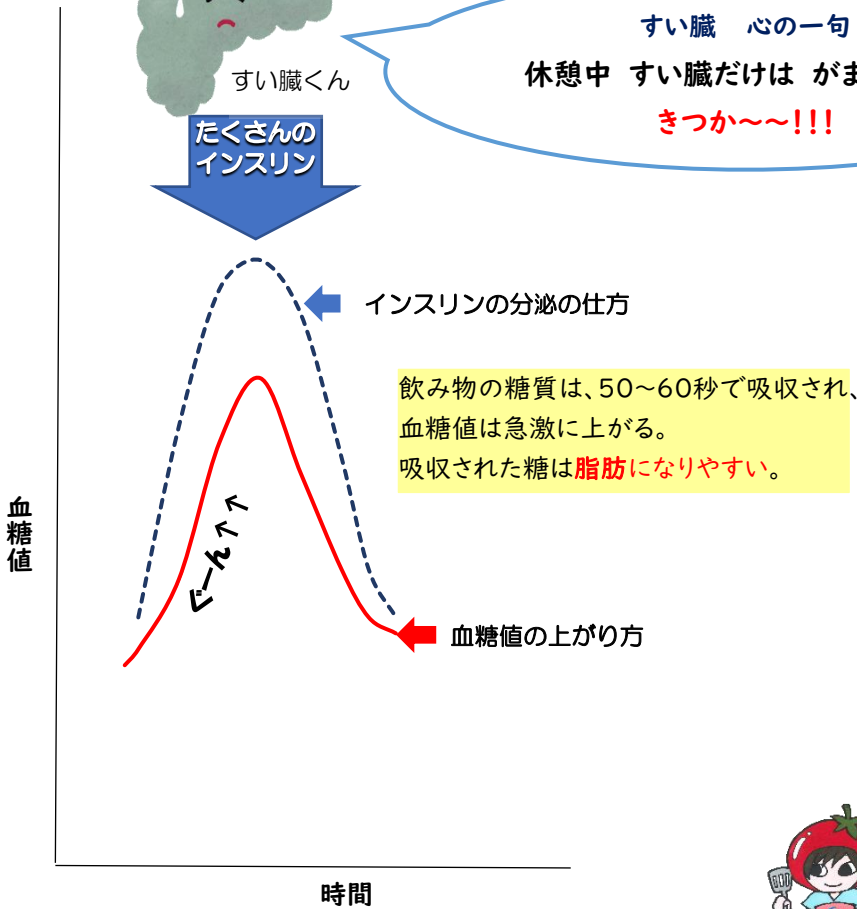 すい臓 心の一句
休憩中 すい臓だけは がま
きつか～～!!!
すい臓くん
たくさんの
インスリン
インスリンの分泌の仕方
飲み物の糖質は、50～60秒で吸収され、
血糖値は急激に上がる。
吸収された糖は脂肪になりやすい。
ぐーん↑↑
血糖値
血糖値の上がり方
時間